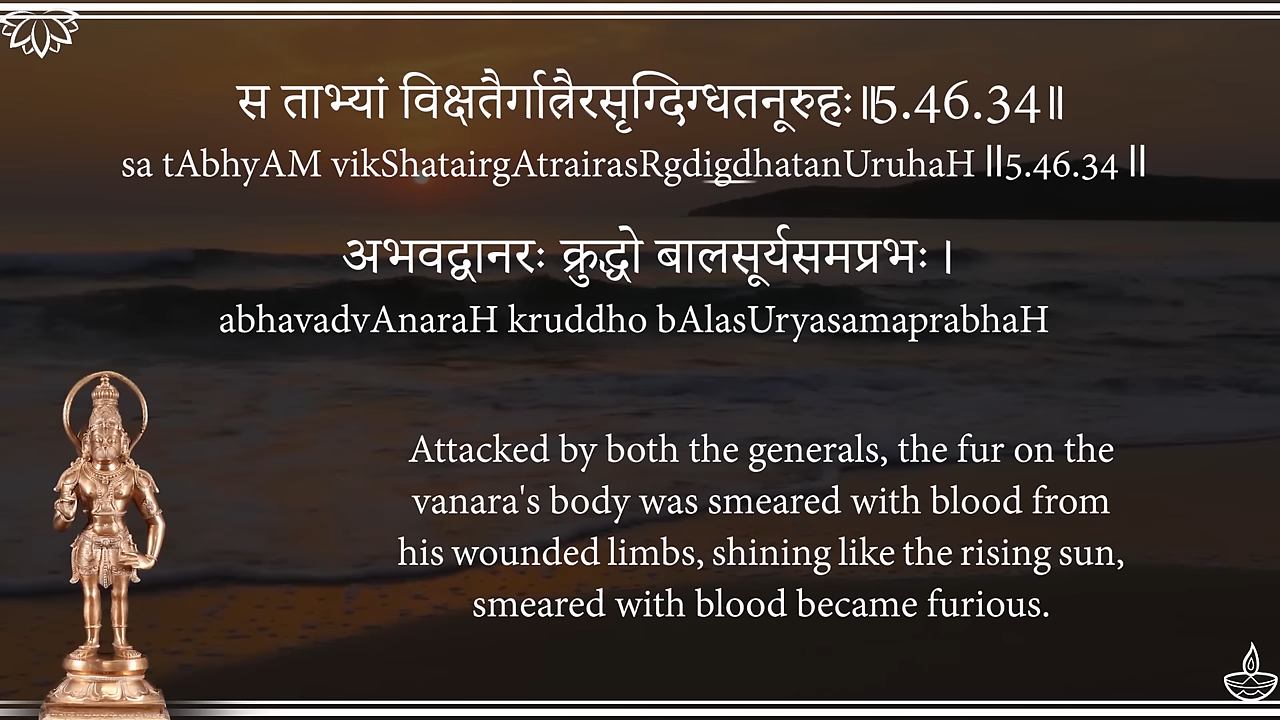 स ताभ्यां विक्षतैर्गात्रैरसृग्दिग्धतनूरुहः॥5.46.34॥
sa tAbhyAM vikShatairgAtrairasRgdigdhatanUruhaH ॥5.46.34 ॥
अभवद्वानरः क्रुद्धो बालसूर्यसमप्रभः ।
abhavadvAnaraH kruddho bAlasUryasamaprabhaH
Attacked by both the generals, the fur on the
vanara's body was smeared with blood from
his wounded limbs, shining like the rising sun,
smeared with blood became furious.